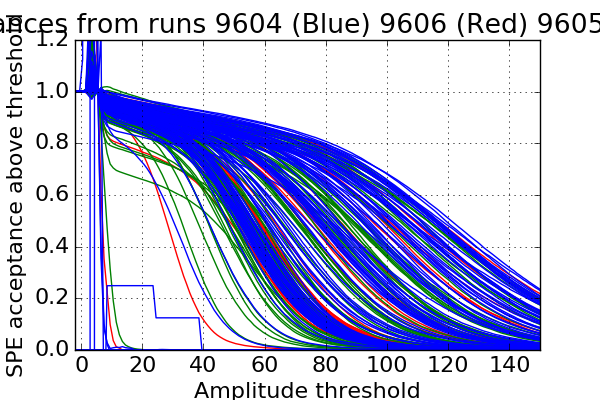 ances from runs 9604 (Blue) 9606 (Red) 9605
SPE acceptance above threshold
1.2
1.0
0.8
0.6
0.4
0.2
0.0
0 20 40 60 80 100 120 140
Amplitude threshold